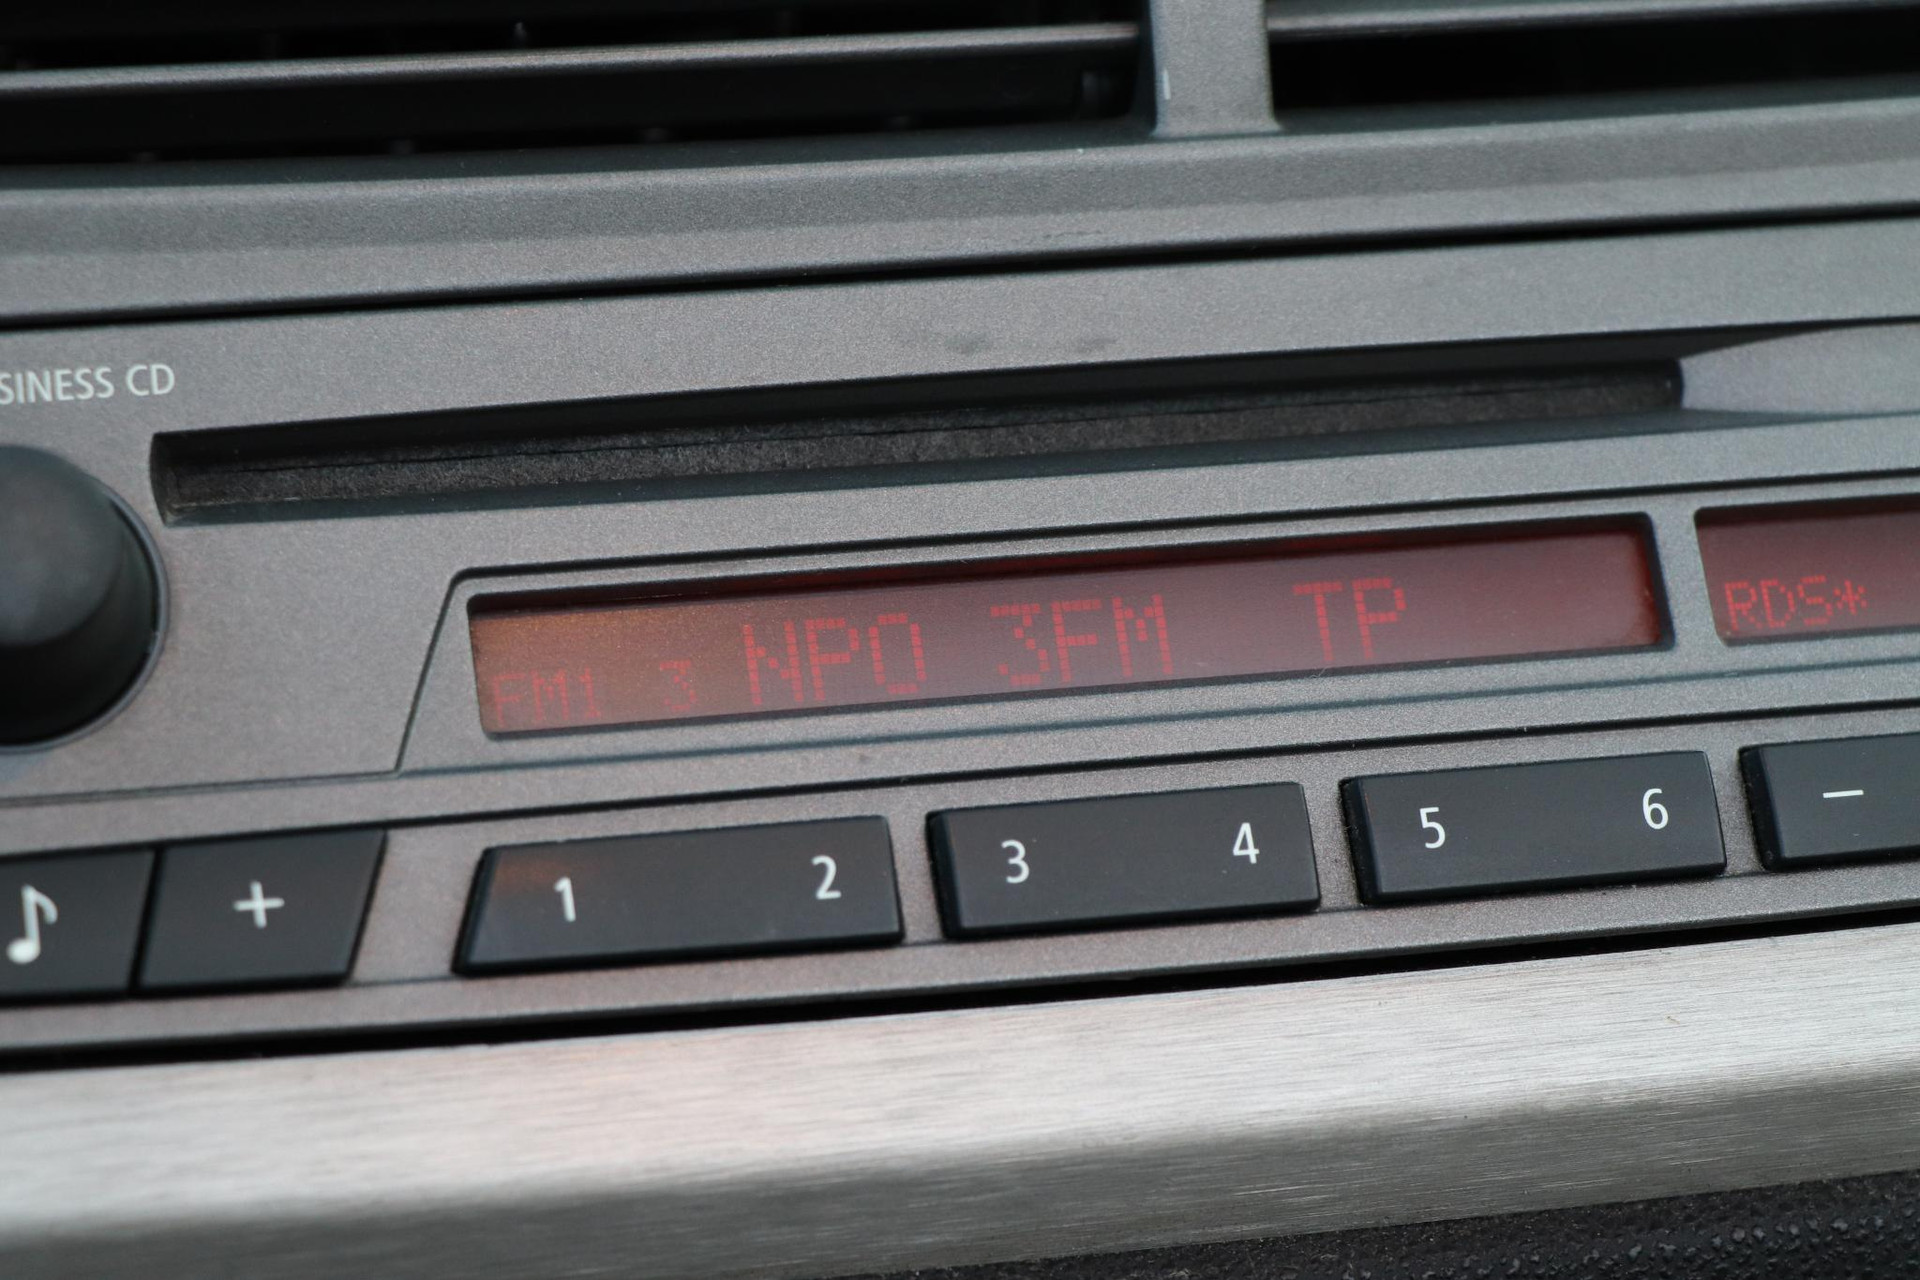 SINESS CD
FM1 3 NPO 3FM TP
RDS*
+ 1 2 3 4 5 6 −